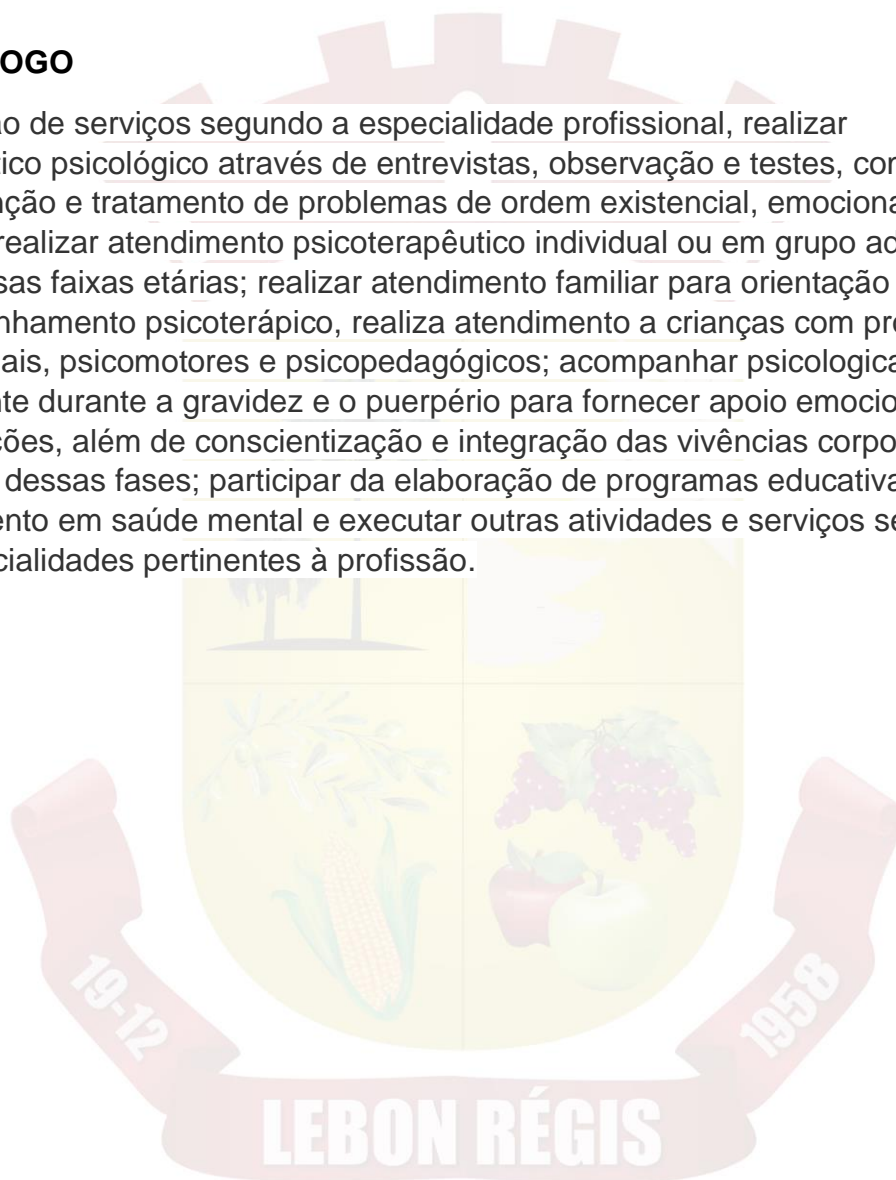 OGO
o de serviços segundo a especialidade profissional, realizar
ico psicológico através de entrevistas, observação e testes, con
nção e tratamento de problemas de ordem existencial, emociona
realizar atendimento psicoterapêutico individual ou em grupo ad
sas faixas etárias; realizar atendimento familiar para orientação
nhamento psicoterápico, realiza atendimento a crianças com pro
ais, psicomotores e psicopedagógicos; acompanhar psicologica
te durante a gravidez e o puerpério para fornecer apoio emocio
ções, além de conscientização e integração das vivências corpo
dessas fases; participar da elaboração de programas educativa
ento em saúde mental e executar outras atividades e serviços se
cialidades pertinentes à profissão.
19-12
1958
LEBON RÉGIS